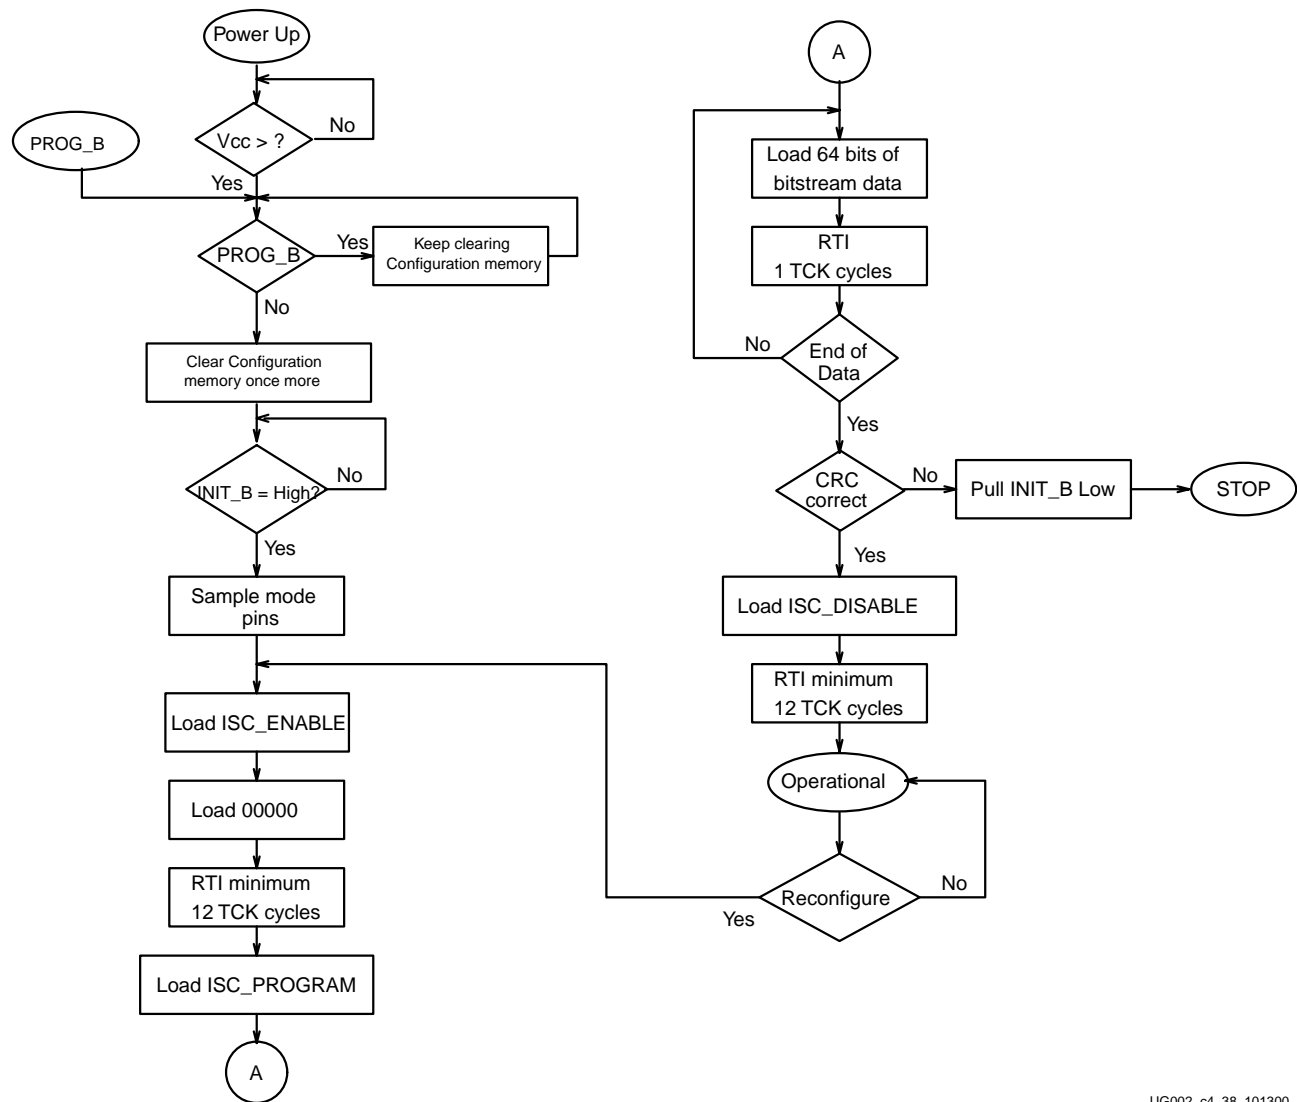 Power Up
No
Vcc > ?
PROG_B
Yes
PROG_B
Yes
Keep clearing
Configuration memory
No
Clear Configuration
memory once more
No
INIT_B = High?
Yes
Sample mode
pins
Load ISC_ENABLE
Load 00000
RTI minimum
12 TCK cycles
Load ISC_PROGRAM
A
A
Load 64 bits of
bitstream data
RTI
1 TCK cycles
No
End of
Data
Yes
CRC
correct
No
Pull INIT_B Low
STOP
Yes
Load ISC_DISABLE
RTI minimum
12 TCK cycles
Operational
Reconfigure
No
Yes
UG002_c4_38_101300